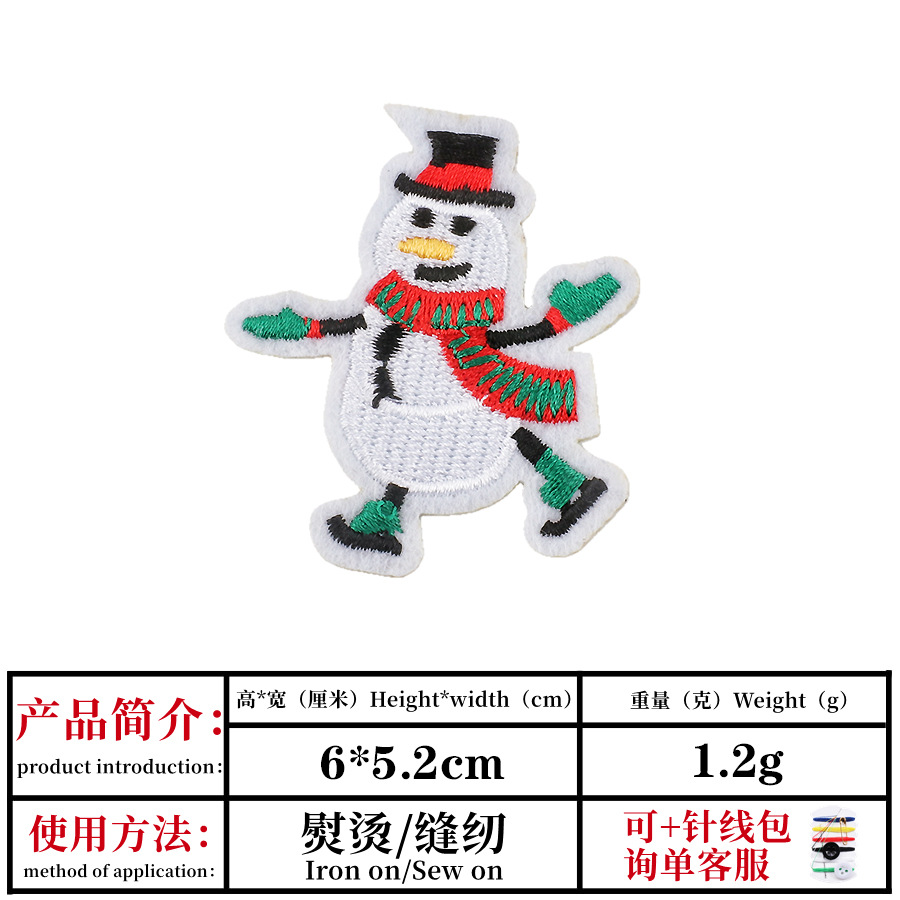 产品简介：
product introduction：
高*宽（厘米）Height*width（cm）
重量（克）Weight（g）
6*5.2cm
1.2g
使用方法：
method of application：
熨烫/缝纫
Iron on/Sew on
可+针线包
询单客服